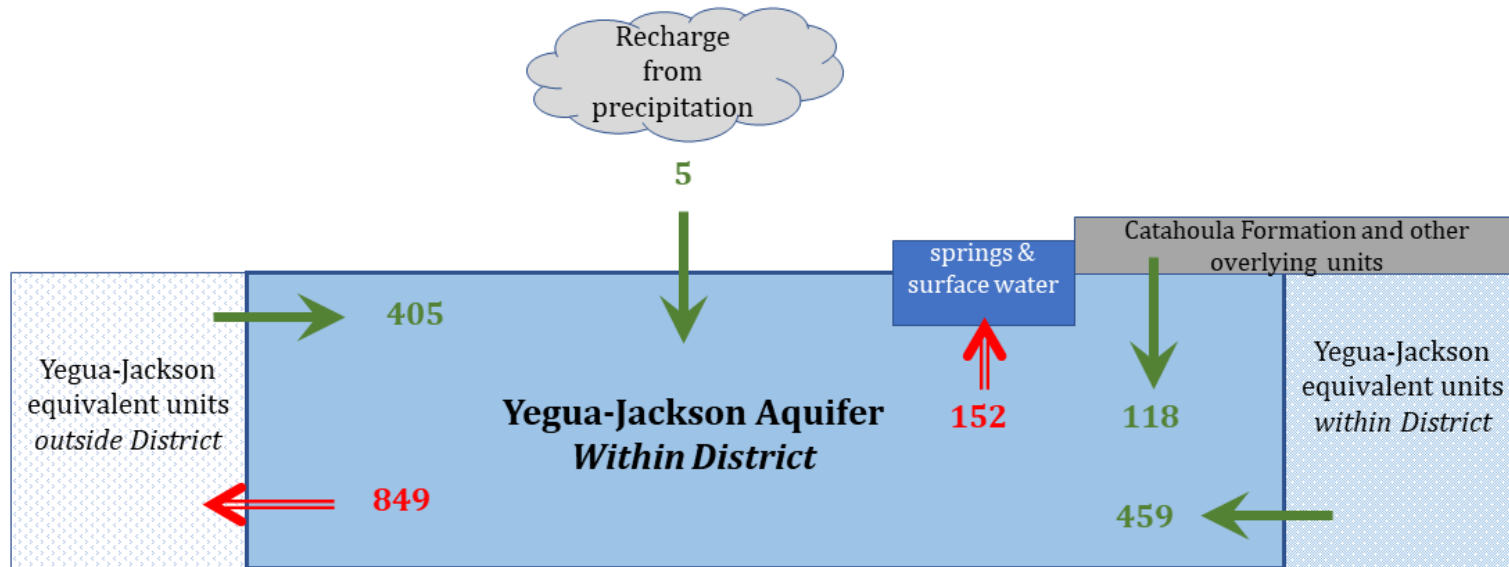 Recharge
from
precipitation
5
Catahoula Formation and other
overlying units
springs &
surface water
405
Yegua-Jackson
equivalent units
outside District
Yegua-Jackson Aquifer
Within District
152
118
Yegua-Jackson
equivalent units
within District
849
459